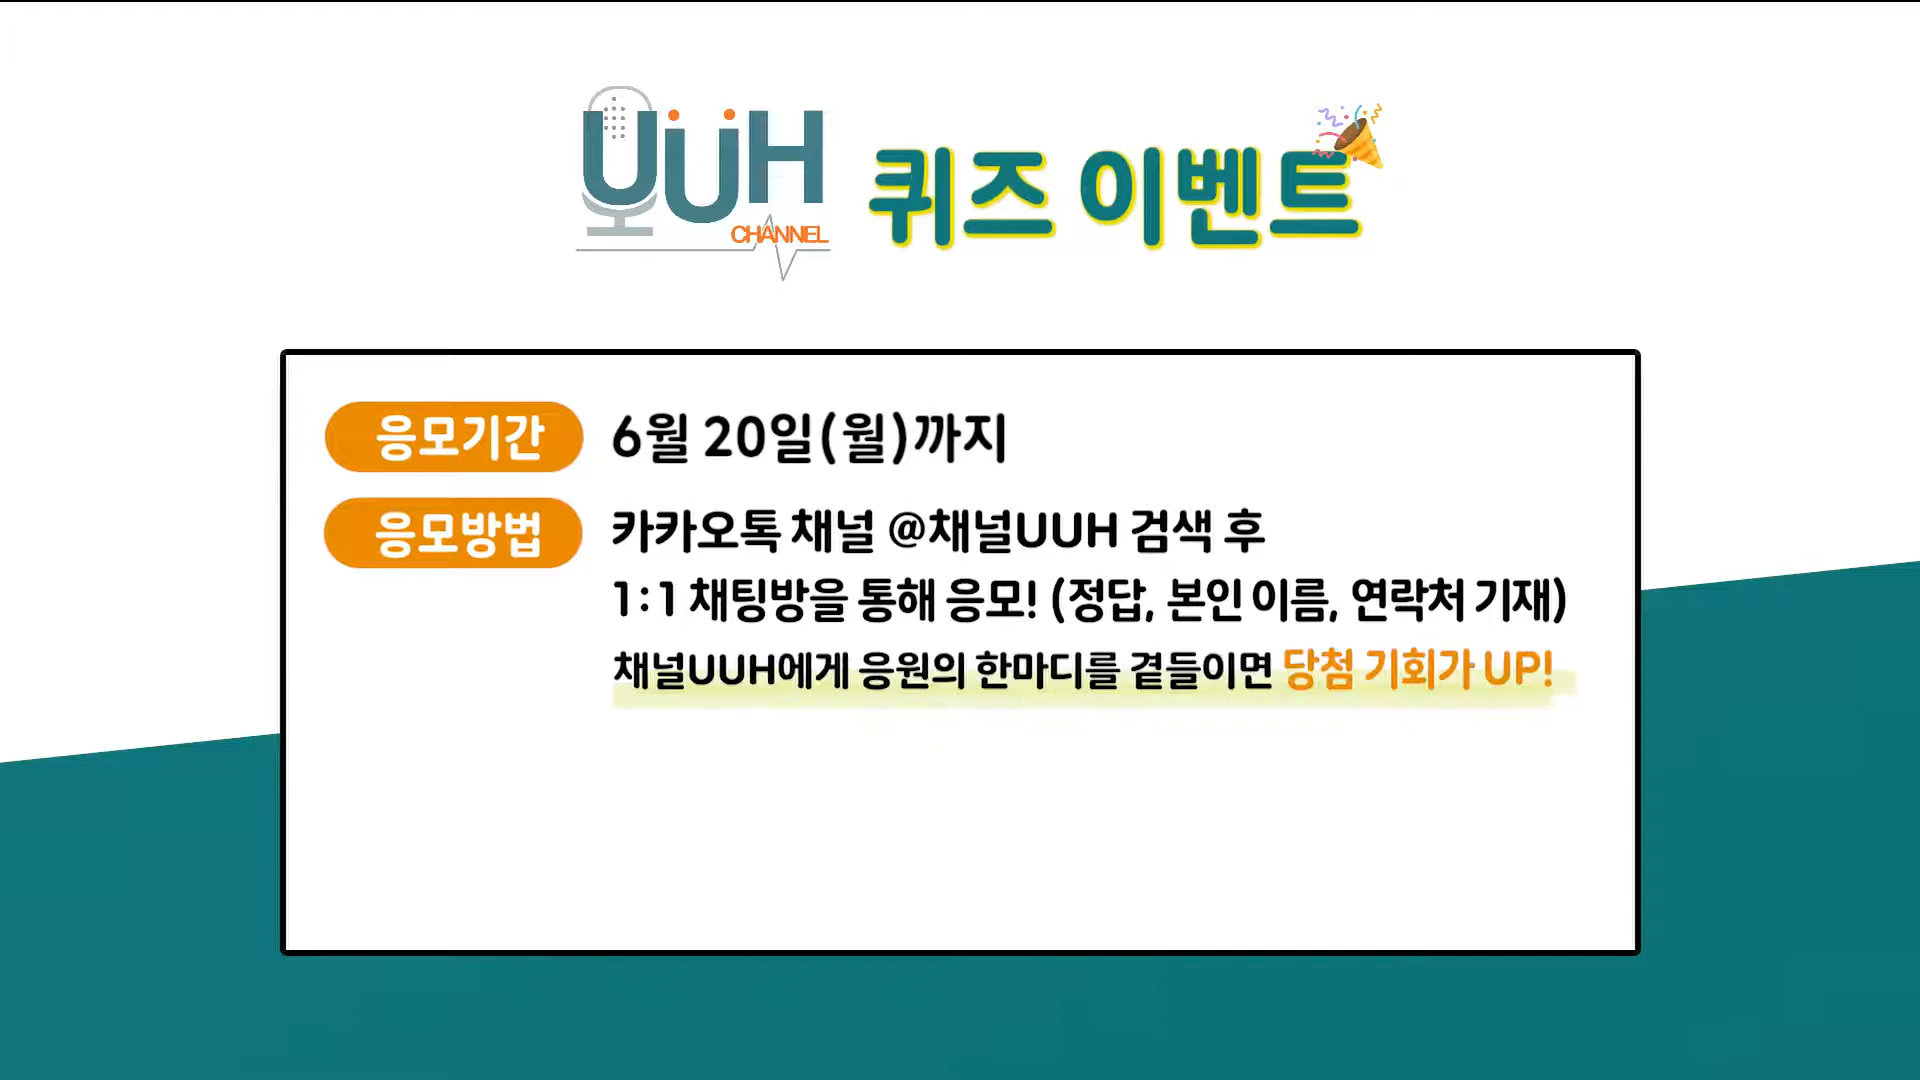 UUH
CHANNEL
퀴즈 이벤트
응모기간 6월 20일(월)까지
응모방법 카카오톡 채널 @채널UUH 검색 후
1:1 채팅방을 통해 응모! (정답, 본인 이름, 연락처 기재)
채널UUH에게 응원의 한마디를 곁들이면 당첨 기회가 UP!